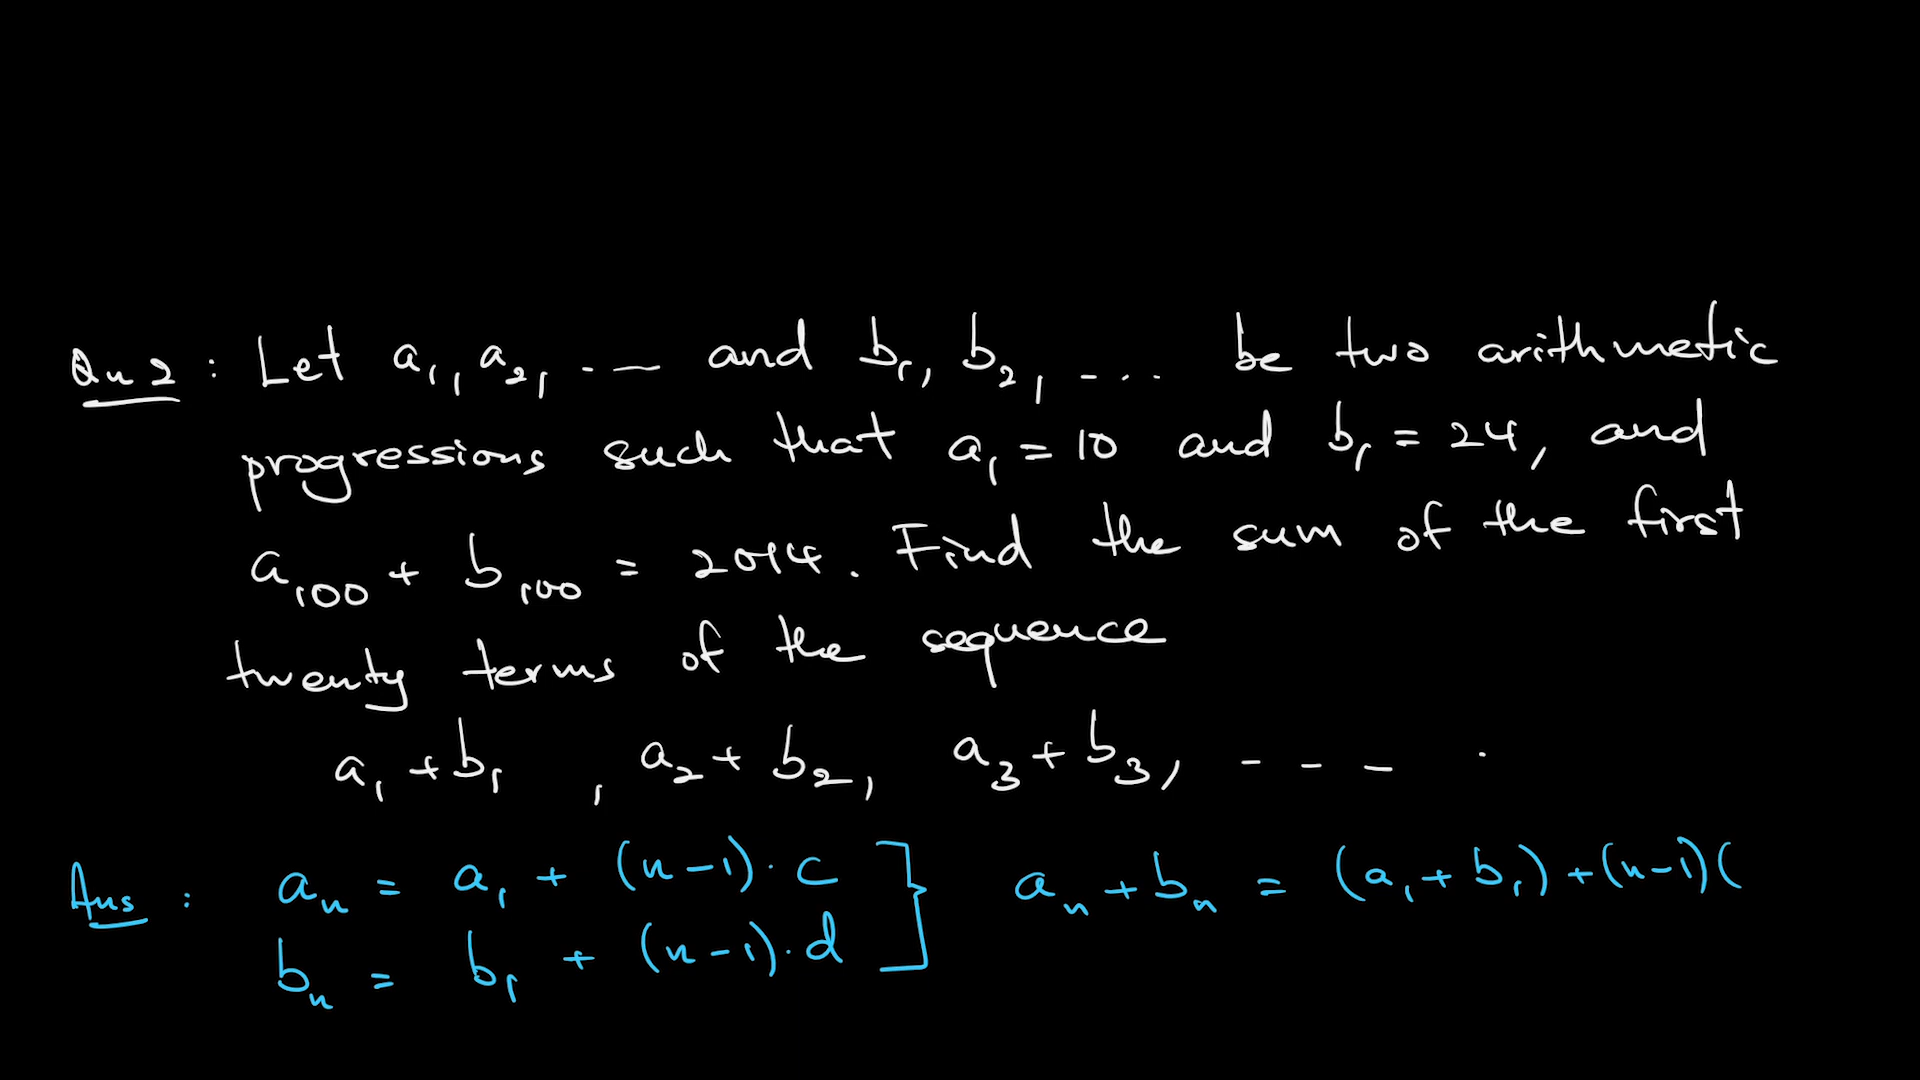 Qn 2 : Let a₁, a₂, ... and b₁, b₂, ... be two arithmetic
progressions such that a₁ = 10 and b₁ = 24, and
a₁₀₀ + b₁₀₀ = 2014. Find the sum of the first
twenty terms of the sequence
a₁ + b₁ , a₂ + b₂, a₃ + b₃, - - - .
Ans : aₙ = a₁ + (n-1)·c } aₙ + bₙ = (a₁ + b₁) + (n-1)(
bₙ = b₁ + (n-1)·d